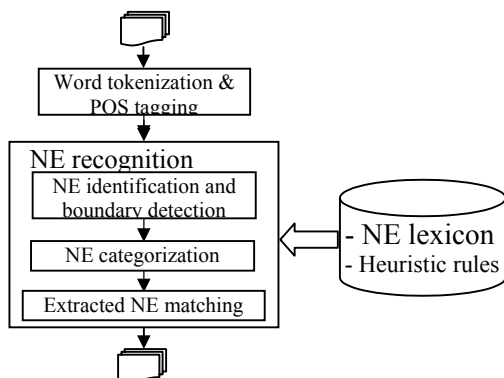 Word tokenization &
POS tagging
NE recognition
NE identification and
boundary detection
NE categorization
Extracted NE matching
- NE lexicon
- Heuristic rules